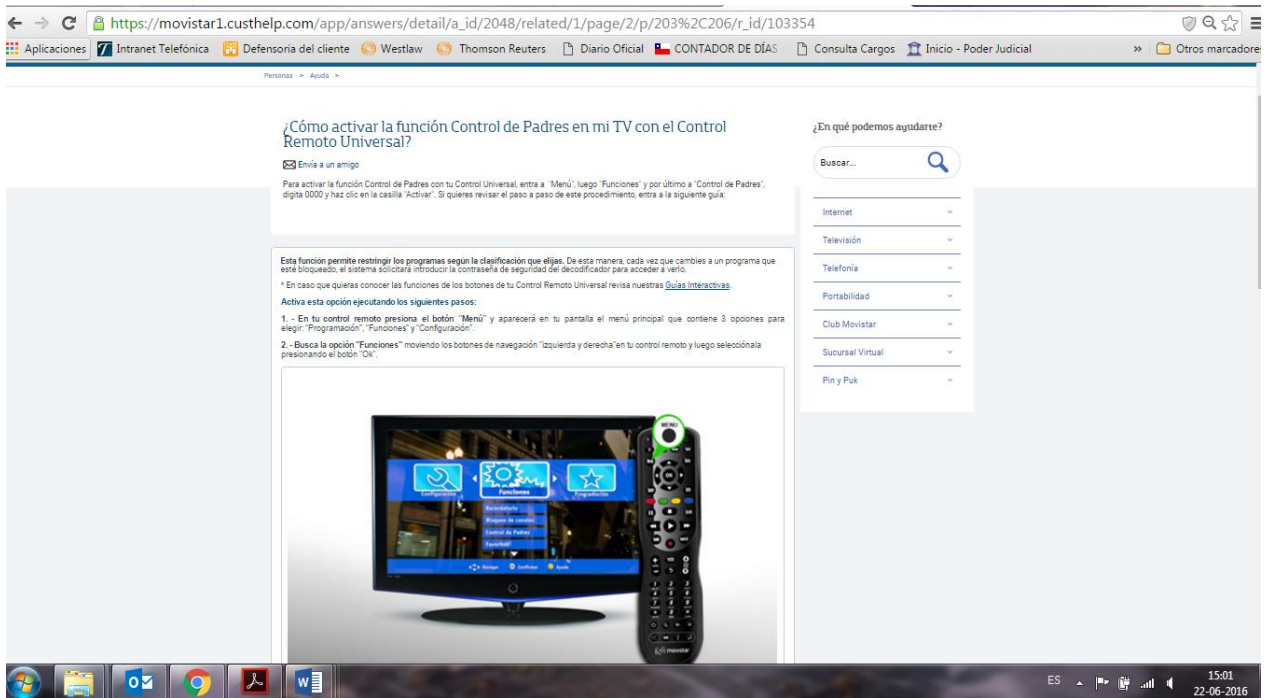 https://movistar1.custhelp.com/app/answers/detail/a_id/2048/related/1/page/2/p/203%2C206/r_id/103354
Aplicaciones Intranet Telefónica Defensoria del cliente Westlaw Thomson Reuters Diario Oficial CONTADOR DE DÍAS Consulta Cargos Inicio - Poder Judicial » Otros marcadores
Personas > Ayuda >
¿Cómo activar la función Control de Padres en mi TV con el Control
Remoto Universal?
Envía a un amigo
Para activar la función Control de Padres con tu Control Universal, entra a "Menú", luego "Funciones" y por último a "Control de Padres",
digita 0000 y haz clic en la casilla "Activar". Si quieres revisar el paso a paso de este procedimiento, entra a la siguiente guía:
Esta función permite restringir los programas según la clasificación que elijas. De esta manera, cada vez que cambies a un programa que
esté bloqueado, el sistema solicitará introducir la contraseña de seguridad del decodificador para acceder a verlo.
* En caso que quieras conocer las funciones de los botones de tu Control Remoto Universal revisa nuestras Guías Interactivas.
Activa esta opción ejecutando los siguientes pasos:
1. - En tu control remoto presiona el botón "Menú" y aparecerá en tu pantalla el menú principal que contiene 3 opciones para
elegir: "Programación", "Funciones" y "Configuración".
2. - Busca la opción "Funciones" moviendo los botones de navegación "izquierda y derecha"en tu control remoto y luego selecciónala
presionando el botón "Ok".
MENU
Configuración Funciones Programación
Recordatorio
Bloqueo de canales
Control de Padres
Navegar Confirmar Ayuda
OK
movistar
¿En qué podemos ayudarte?
Buscar...
Internet
Televisión
Telefonía
Portabilidad
Club Movistar
Sucursal Virtual
Pin y Puk
ES
15:01
22-06-2016